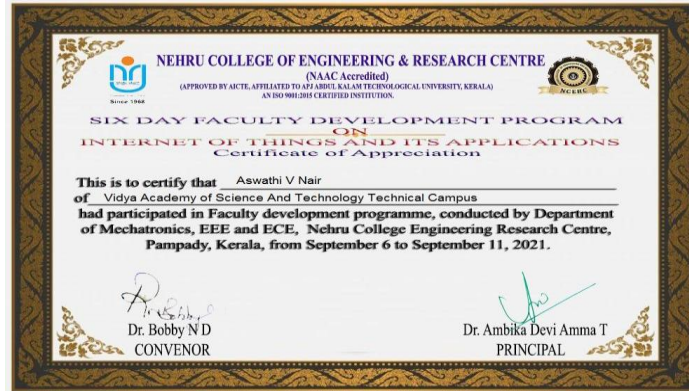 NEHRU COLLEGE OF ENGINEERING & RESEARCH CENTRE
(NAAC Accredited)
(APPROVED BY AICTE, AFFILIATED TO APJ ABDUL KALAM TECHNOLOGICAL UNIVERSITY, KERALA)
AN ISO 9001:2015 CERTIFIED INSTITUTION.
Since 1968
NCERC
SIX DAY FACULTY DEVELOPMENT PROGRAM
ON
INTERNET OF THINGS AND ITS APPLICATIONS
Certificate of Appreciation
This is to certify that Aswathi V Nair
of Vidya Academy of Science And Technology Technical Campus
had participated in Faculty development programme, conducted by Department
of Mechatronics, EEE and ECE, Nehru College Engineering Research Centre,
Pampady, Kerala, from September 6 to September 11, 2021.
Dr. Bobby N D
CONVENOR
Dr. Ambika Devi Amma T
PRINCIPAL